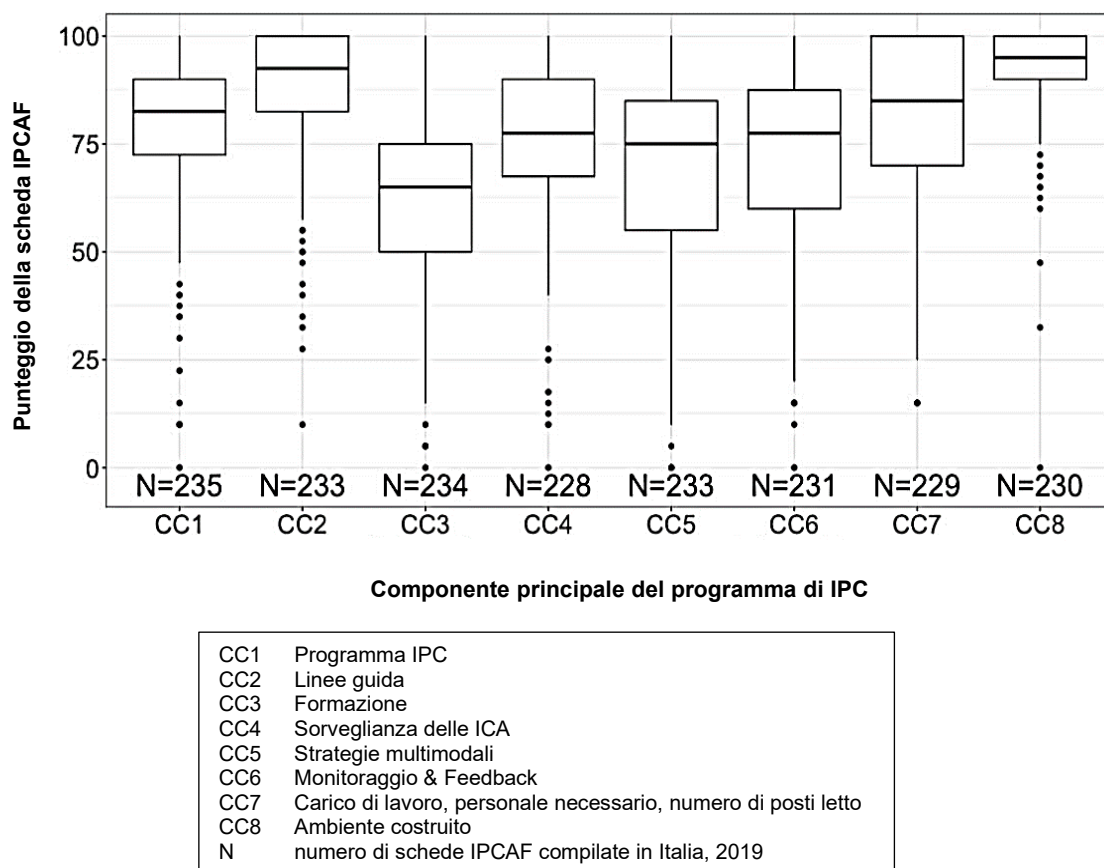 Punteggio della scheda IPCAF
100
75
50
25
0
N=235 N=233 N=234 N=228 N=233 N=231 N=229 N=230
CC1 CC2 CC3 CC4 CC5 CC6 CC7 CC8
Componente principale del programma di IPC
CC1 Programma IPC
CC2 Linee guida
CC3 Formazione
CC4 Sorveglianza delle ICA
CC5 Strategie multimodali
CC6 Monitoraggio & Feedback
CC7 Carico di lavoro, personale necessario, numero di posti letto
CC8 Ambiente costruito
N numero di schede IPCAF compilate in Italia, 2019